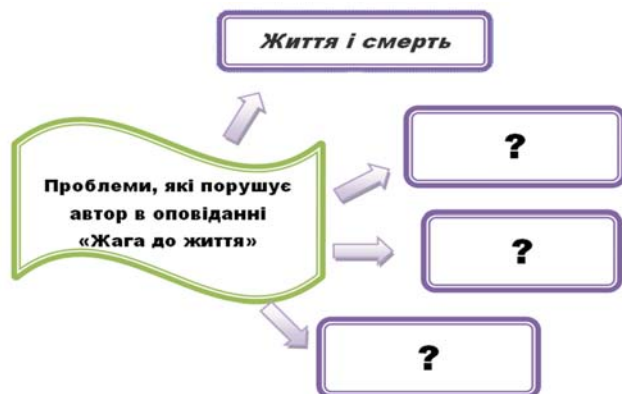 Життя і смерть
?
Проблеми, які порушує
автор в оповіданні
«Жага до життя»
?
?